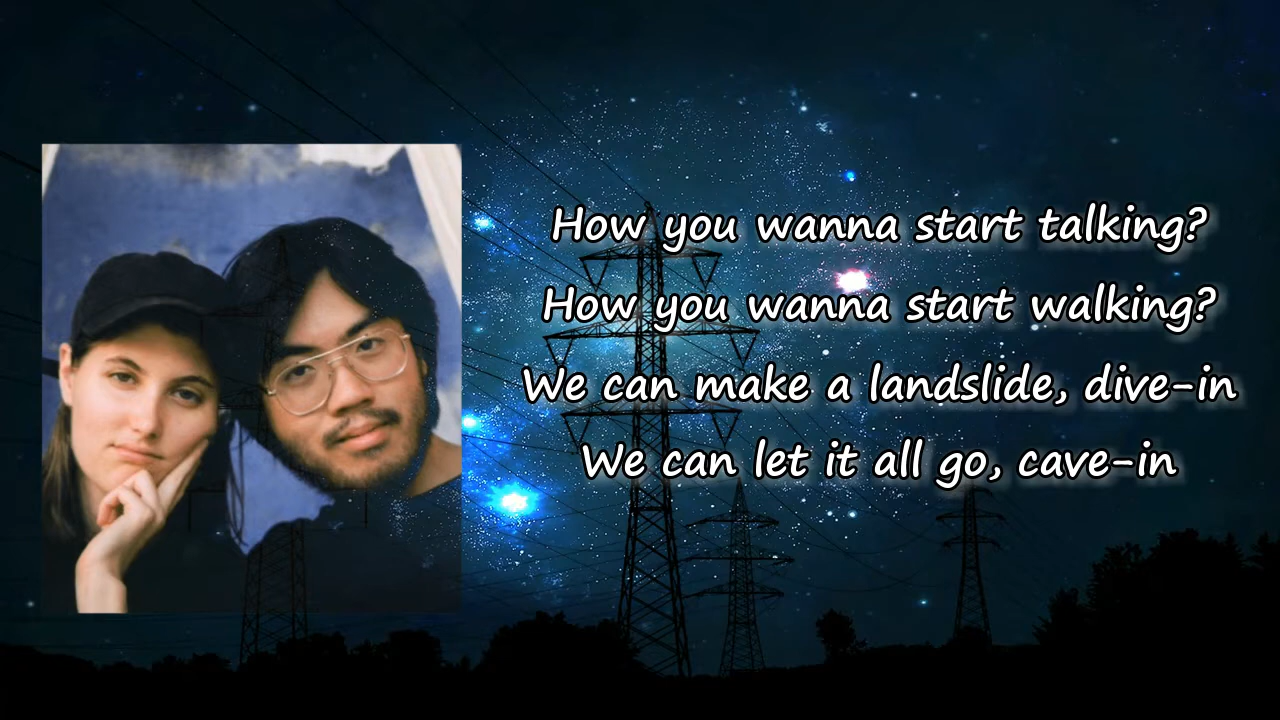 How you wanna start talking?
How you wanna start walking?
We can make a landslide, dive-in
We can let it all go, cave-in